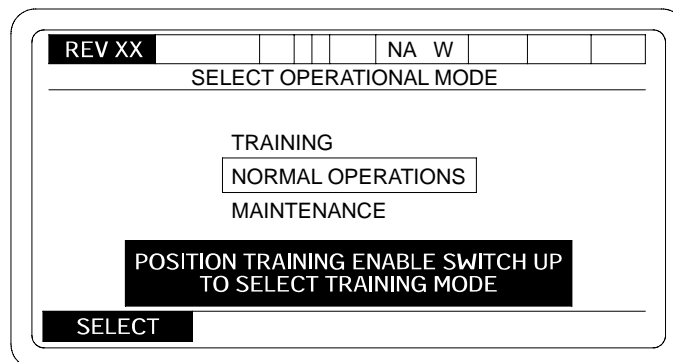 REV XX NA W
SELECT OPERATIONAL MODE
TRAINING
NORMAL OPERATIONS
MAINTENANCE
POSITION TRAINING ENABLE SWITCH UP
TO SELECT TRAINING MODE
SELECT